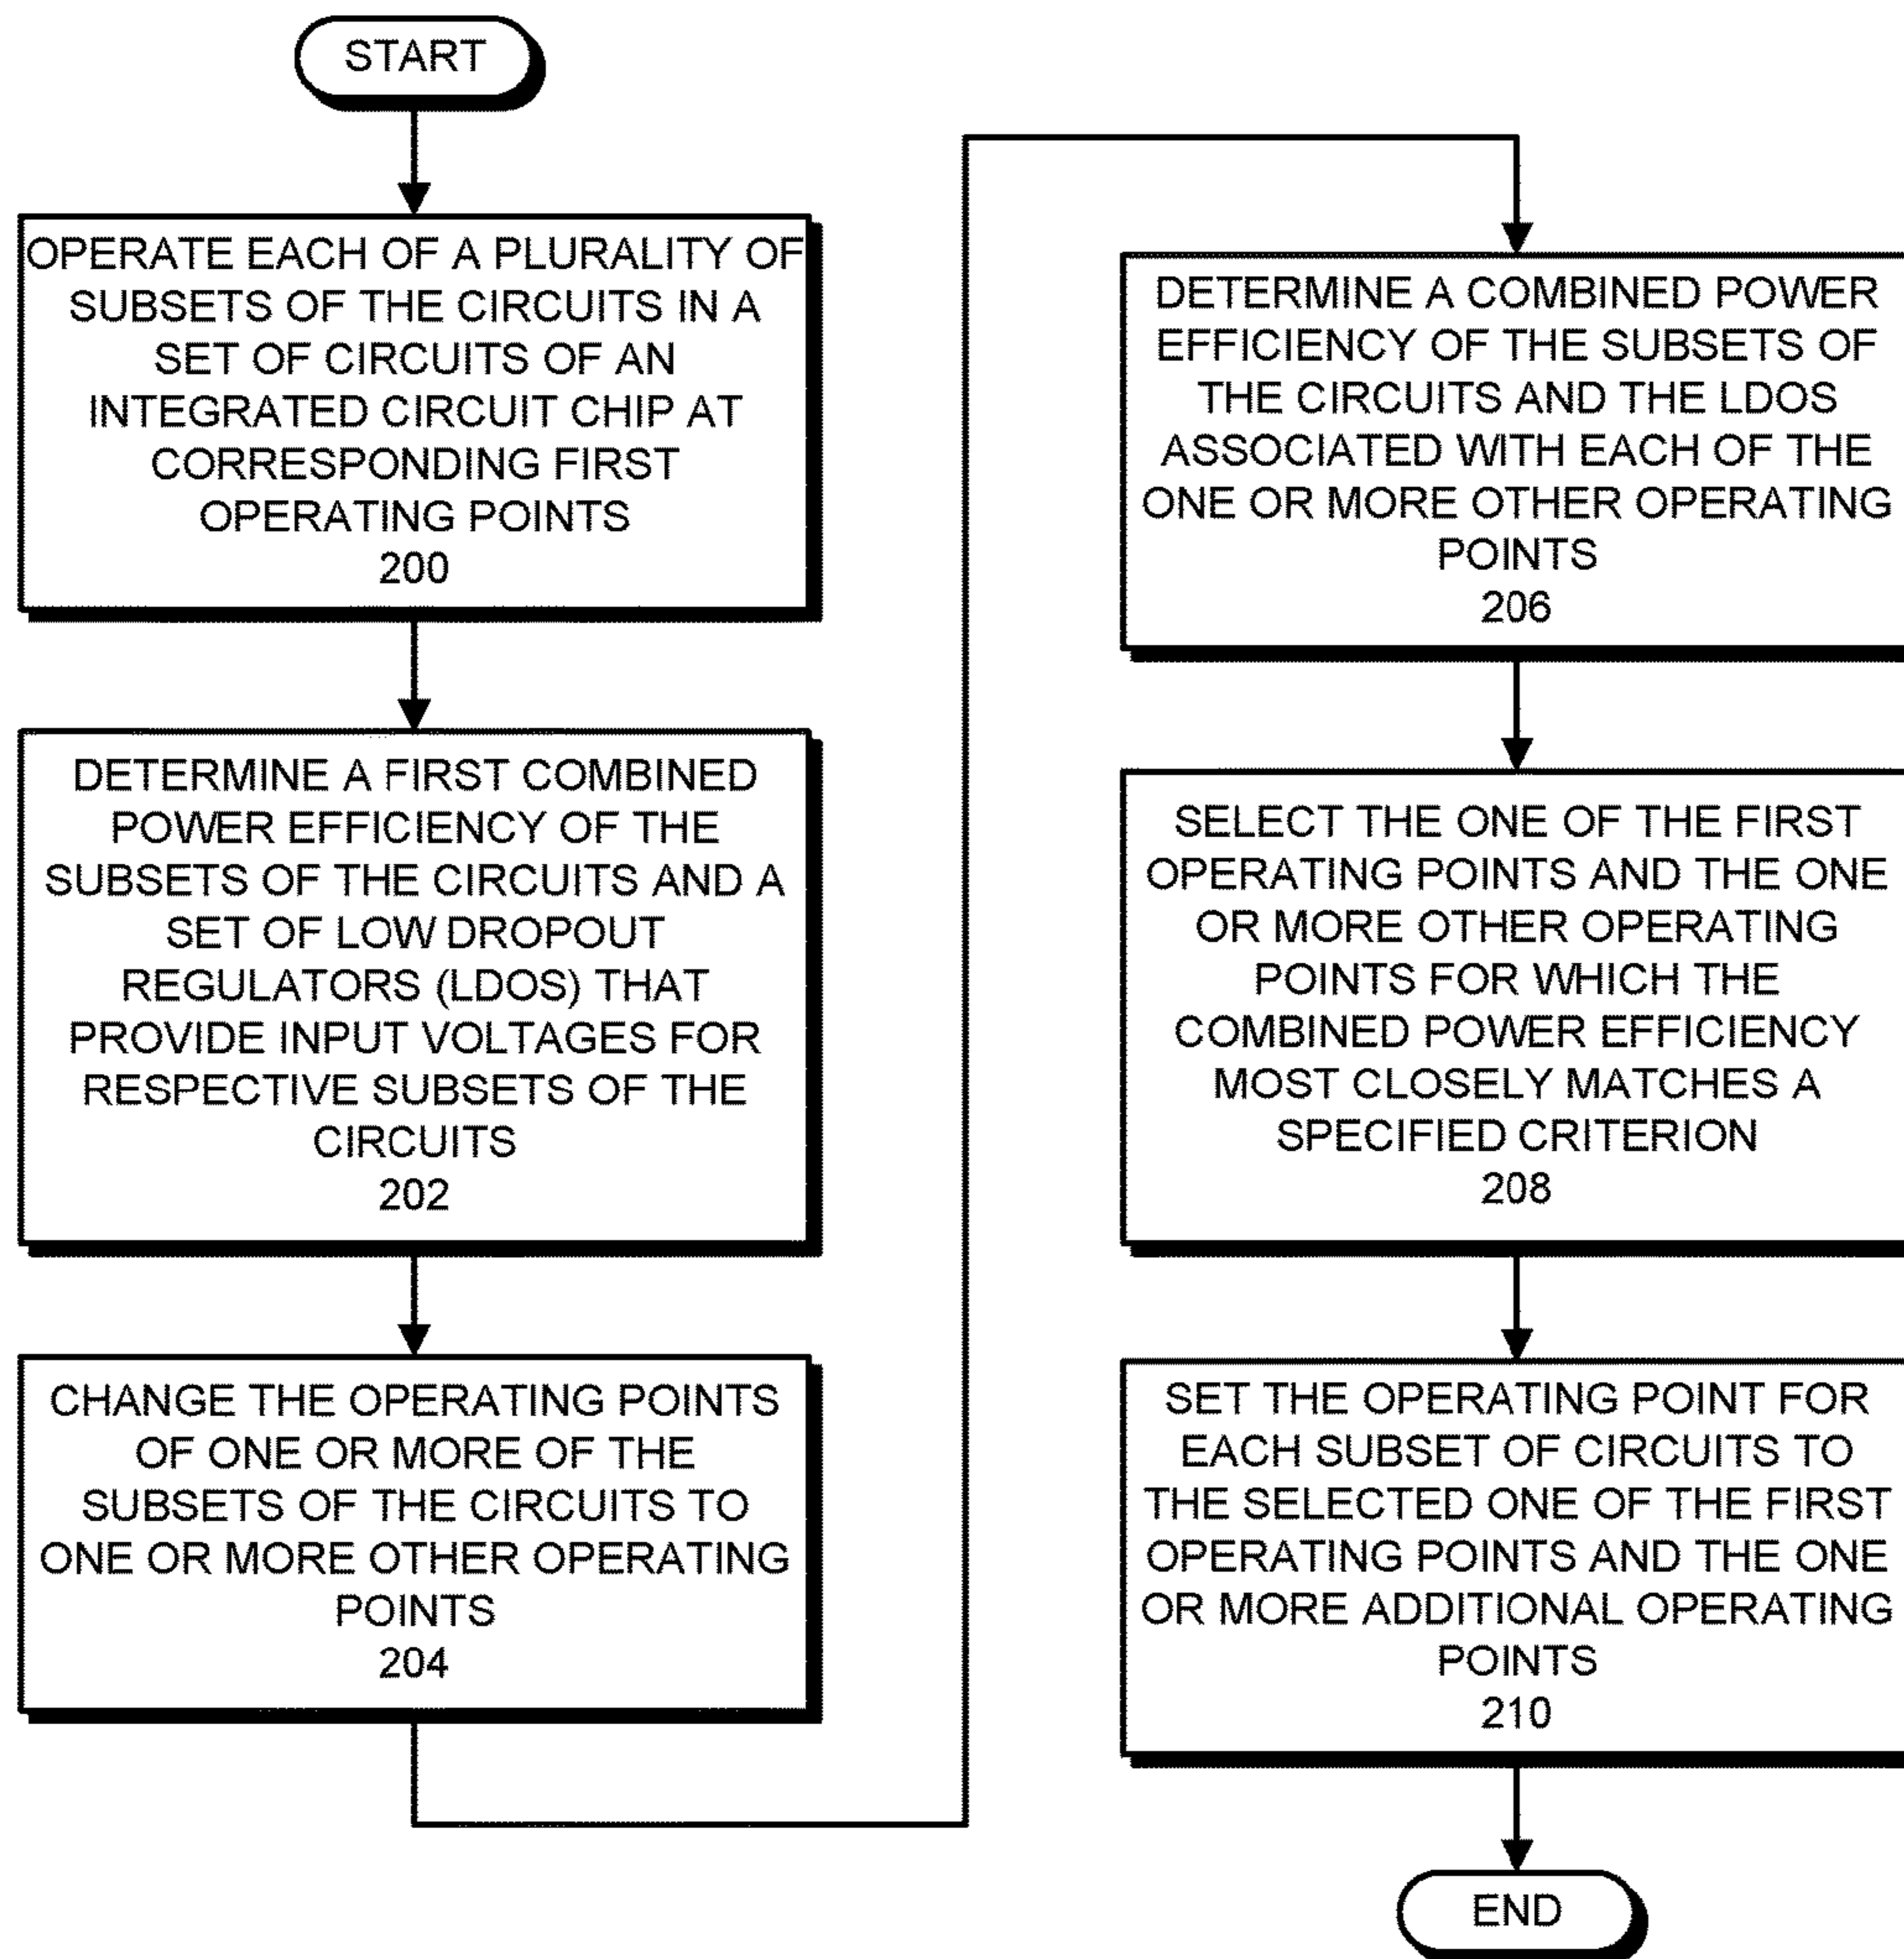 START
OPERATE EACH OF A PLURALITY OF
SUBSETS OF THE CIRCUITS IN A
SET OF CIRCUITS OF AN
INTEGRATED CIRCUIT CHIP AT
CORRESPONDING FIRST
OPERATING POINTS
200
DETERMINE A FIRST COMBINED
POWER EFFICIENCY OF THE
SUBSETS OF THE CIRCUITS AND A
SET OF LOW DROPOUT
REGULATORS (LDOS) THAT
PROVIDE INPUT VOLTAGES FOR
RESPECTIVE SUBSETS OF THE
CIRCUITS
202
CHANGE THE OPERATING POINTS
OF ONE OR MORE OF THE
SUBSETS OF THE CIRCUITS TO
ONE OR MORE OTHER OPERATING
POINTS
204
DETERMINE A COMBINED POWER
EFFICIENCY OF THE SUBSETS OF
THE CIRCUITS AND THE LDOS
ASSOCIATED WITH EACH OF THE
ONE OR MORE OTHER OPERATING
POINTS
206
SELECT THE ONE OF THE FIRST
OPERATING POINTS AND THE ONE
OR MORE OTHER OPERATING
POINTS FOR WHICH THE
COMBINED POWER EFFICIENCY
MOST CLOSELY MATCHES A
SPECIFIED CRITERION
208
SET THE OPERATING POINT FOR
EACH SUBSET OF CIRCUITS TO
THE SELECTED ONE OF THE FIRST
OPERATING POINTS AND THE ONE
OR MORE ADDITIONAL OPERATING
POINTS
210
END